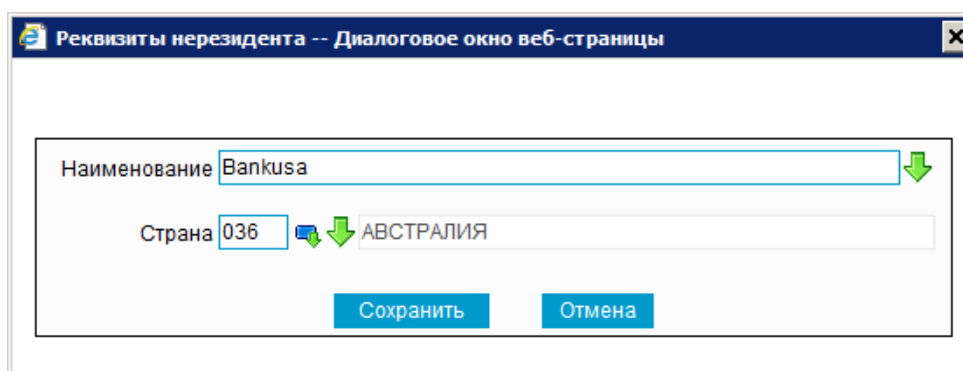 Реквизиты нерезидента -- Диалоговое окно веб-страницы
Наименование Bankusa
Страна 036 АВСТРАЛИЯ
Сохранить Отмена